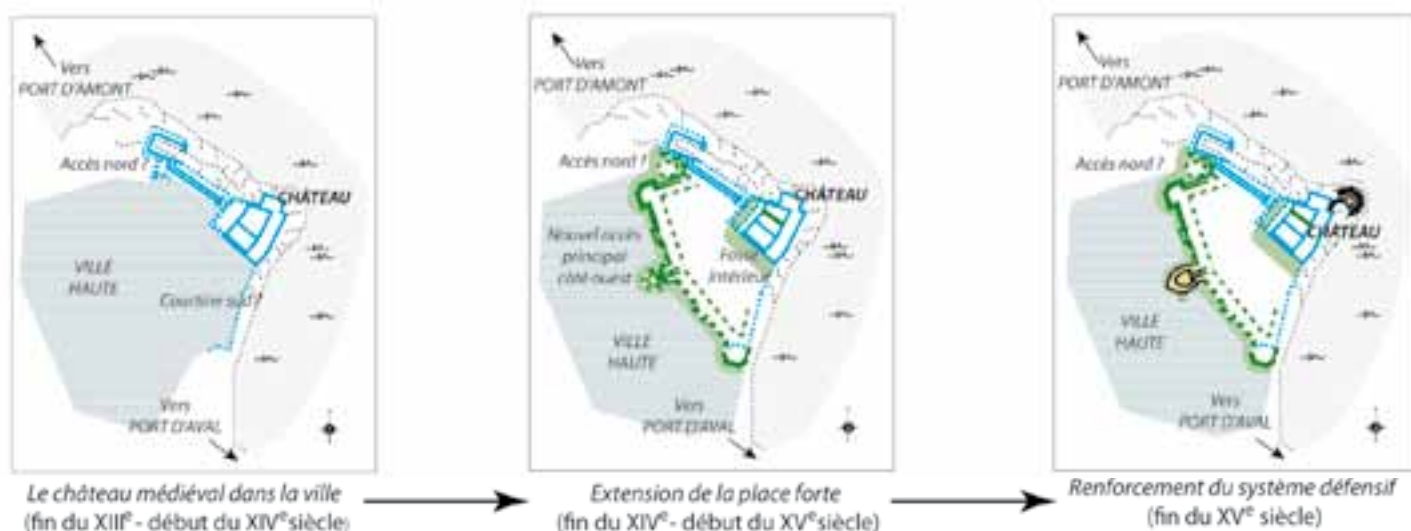 Vers
PORT D'AMONT
Accès nord ?
CHÂTEAU
VILLE
HAUTE
Courtine sud ?
Vers
PORT D'AVAL
Le château médiéval dans la ville
(fin du XIIIe - début du XIVe siècle)
Vers
PORT D'AMONT
Accès nord ?
CHÂTEAU
Nouvel accès
principal
côté ouest
Fossé
intérieur
VILLE
HAUTE
Vers
PORT D'AVAL
Extension de la place forte
(fin du XIVe - début du XVe siècle)
Vers
PORT D'AMONT
Accès nord ?
CHÂTEAU
VILLE
HAUTE
Vers
PORT D'AVAL
Renforcement du système défensif
(fin du XVe siècle)